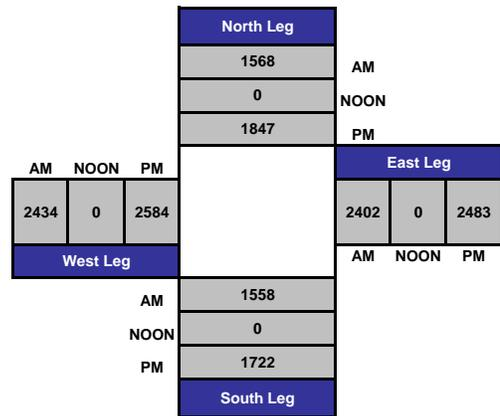 North Leg
1568 AM
0 NOON
1847 PM
East Leg
AM NOON PM
2434 0 2584
2402 0 2483
West Leg
AM NOON PM
AM 1558
NOON 0
PM 1722
South Leg